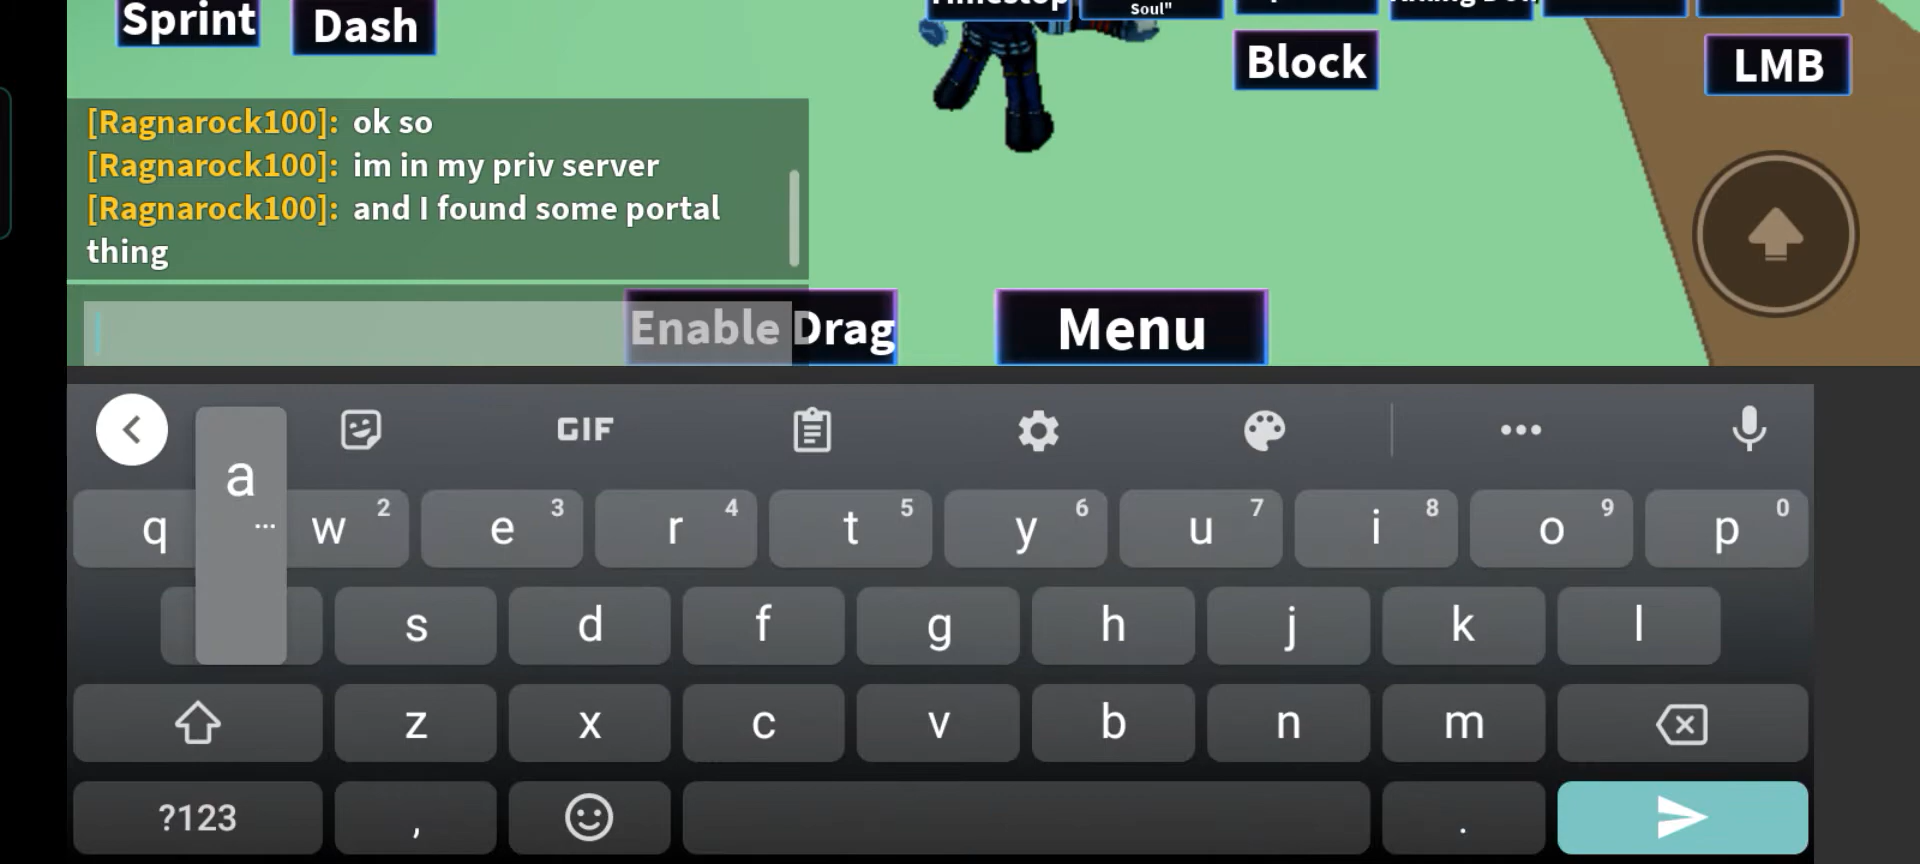 Sprint
Dash
Soul"
Block
LMB
[Ragnarock100]: ok so
[Ragnarock100]: im in my priv server
[Ragnarock100]: and I found some portal
thing
Enable Drag
Menu
a
...
GIF
q w 2 e 3 r 4 t 5 y 6 u 7 i 8 o 9 p 0
s d f g h j k l
z x c v b n m
?123 , .